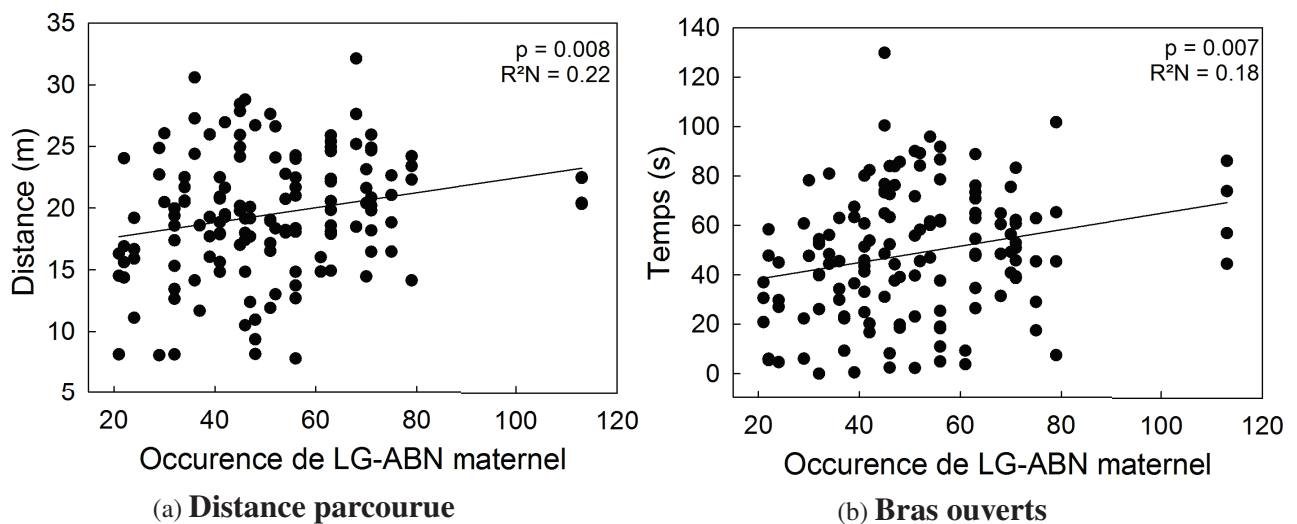 35
30
25
20
15
10
5
Distance (m)
p = 0.008
R²N = 0.22
20 40 60 80 100 120
Occurence de LG-ABN maternel
(a) Distance parcourue
140
120
100
80
60
40
20
0
Temps (s)
p = 0.007
R²N = 0.18
20 40 60 80 100 120
Occurence de LG-ABN maternel
(b) Bras ouverts